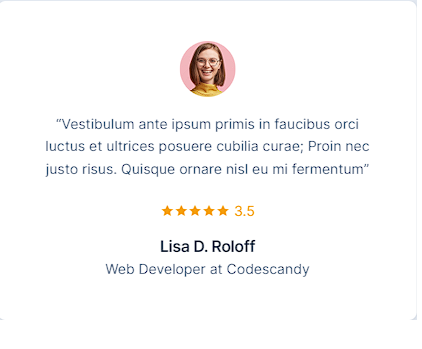 “Vestibulum ante ipsum primis in faucibus orci
luctus et ultrices posuere cubilia curae; Proin nec
justo risus. Quisque ornare nisl eu mi fermentum”
3.5
Lisa D. Roloff
Web Developer at Codescandy